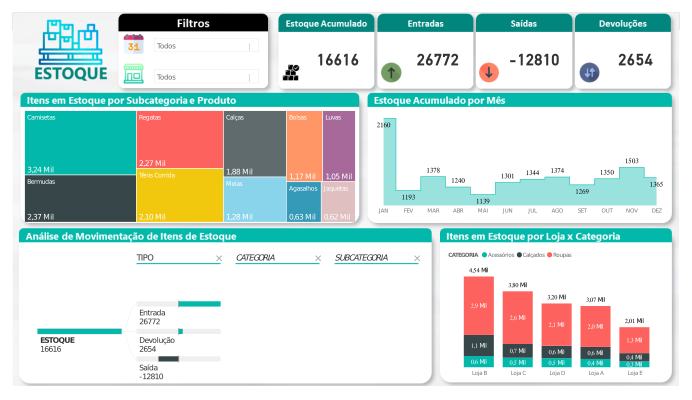 ESTOQUE
Filtros
31
Todos
Todos
Estoque Acumulado
16616
Entradas
26772
Saídas
-12810
Devoluções
2654
Itens em Estoque por Subcategoria e Produto
Camisetas
3,24 Mil
Bermudas
2,37 Mil
Regatas
2,27 Mil
Tênis Corrida
2,10 Mil
Calças
1,88 Mil
Meias
1,28 Mil
Bolsas
1,17 Mil
Luvas
1,05 Mil
Agasalhos
0,63 Mil
Jaquetas
0,62 Mil
Estoque Acumulado por Mês
2160 1193 1378 1240 1139 1301 1344 1374 1269 1350 1503 1365
JAN FEV MAR ABR MAI JUN JUL AGO SET OUT NOV DEZ
Análise de Movimentação de Itens de Estoque
TIPO CATEGORIA SUBCATEGORIA
ESTOQUE
16616
Entrada
26772
Devolução
2654
Saída
-12810
Itens em Estoque por Loja x Categoria
CATEGORIA Acessórios Calçados Roupas
4,54 Mil 3,80 Mil 3,20 Mil 3,07 Mil 2,01 Mil
2,9 Mil 2,6 Mil 2,1 Mil 2,0 Mil 1,3 Mil
1,1 Mil 0,7 Mil 0,6 Mil 0,6 Mil 0,4 Mil
0,6 Mil 0,5 Mil 0,5 Mil 0,4 Mil 0,3 Mil
Loja B Loja C Loja D Loja A Loja E